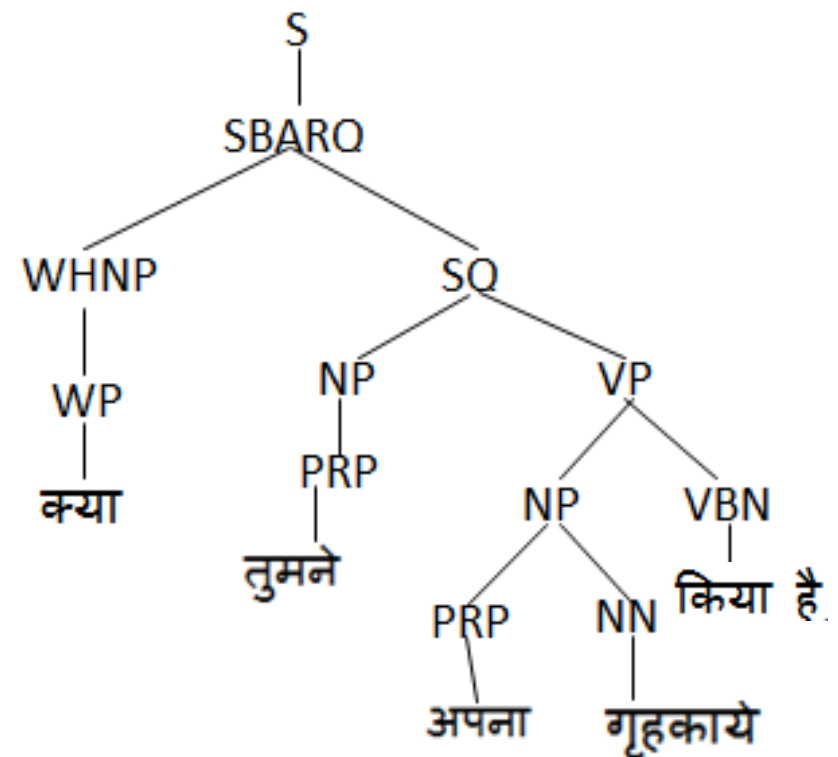 S
SBARQ
WHNP SQ
NP VP
WP
PRP
क्या NP VBN
तुमने
किया है
PRP NN
अपना गृहकार्य